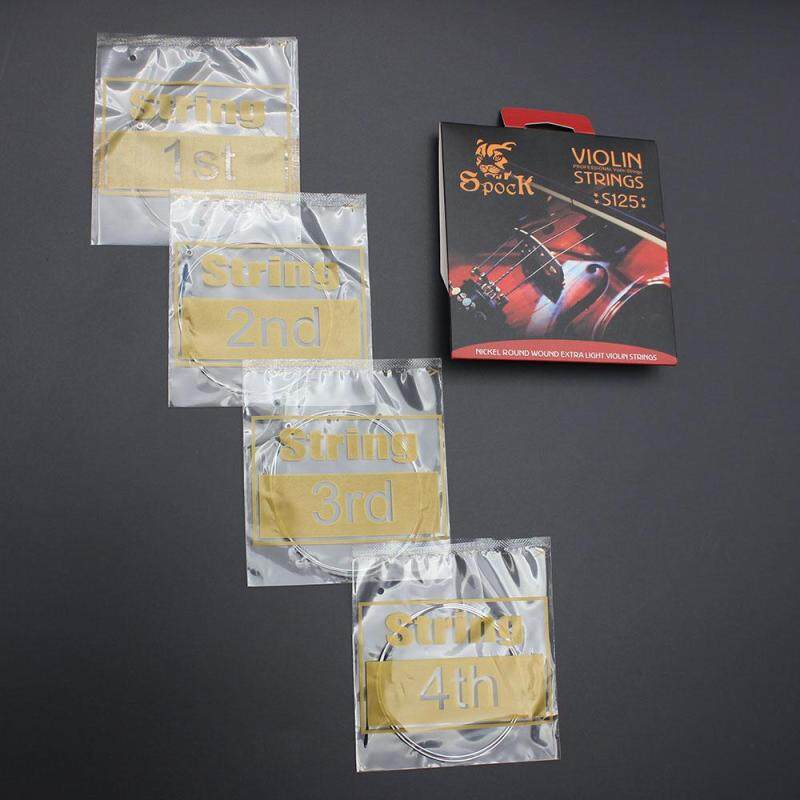 String
1st
String
2nd
String
3rd
String
4th
Spock
VIOLIN
PROFESSIONAL Violin Strings
STRINGS
:S125:
NICKEL ROUND WOUND EXTRA LIGHT VIOLIN STRINGS